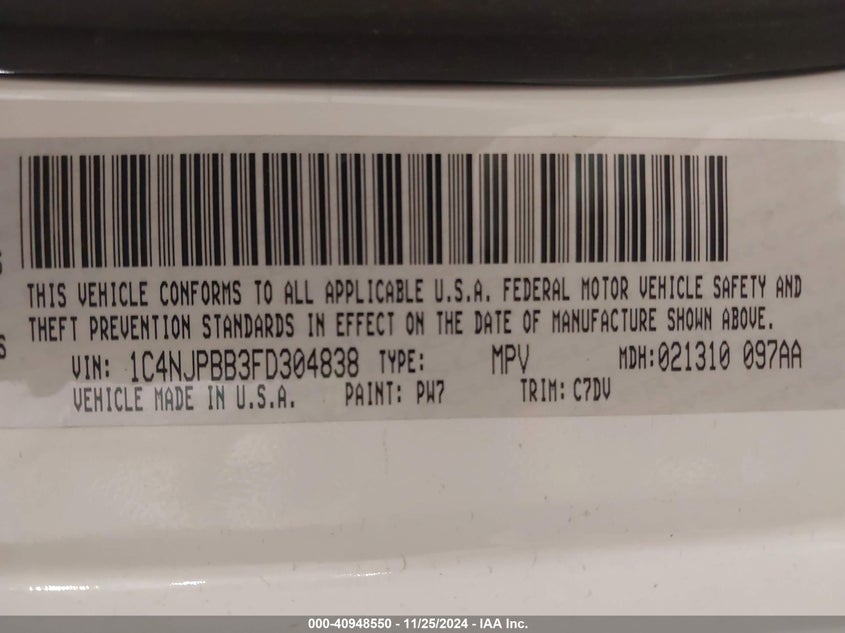 THIS VEHICLE CONFORMS TO ALL APPLICABLE U.S.A. FEDERAL MOTOR VEHICLE SAFETY AND
THEFT PREVENTION STANDARDS IN EFFECT ON THE DATE OF MANUFACTURE SHOWN ABOVE.
VIN: 1C4NJPBB3FD304838 TYPE: MPV MDH:021310 097AA
VEHICLE MADE IN U.S.A. PAINT: PW7 TRIM: C7DV
000-40948550 - 11/25/2024 - IAA Inc.